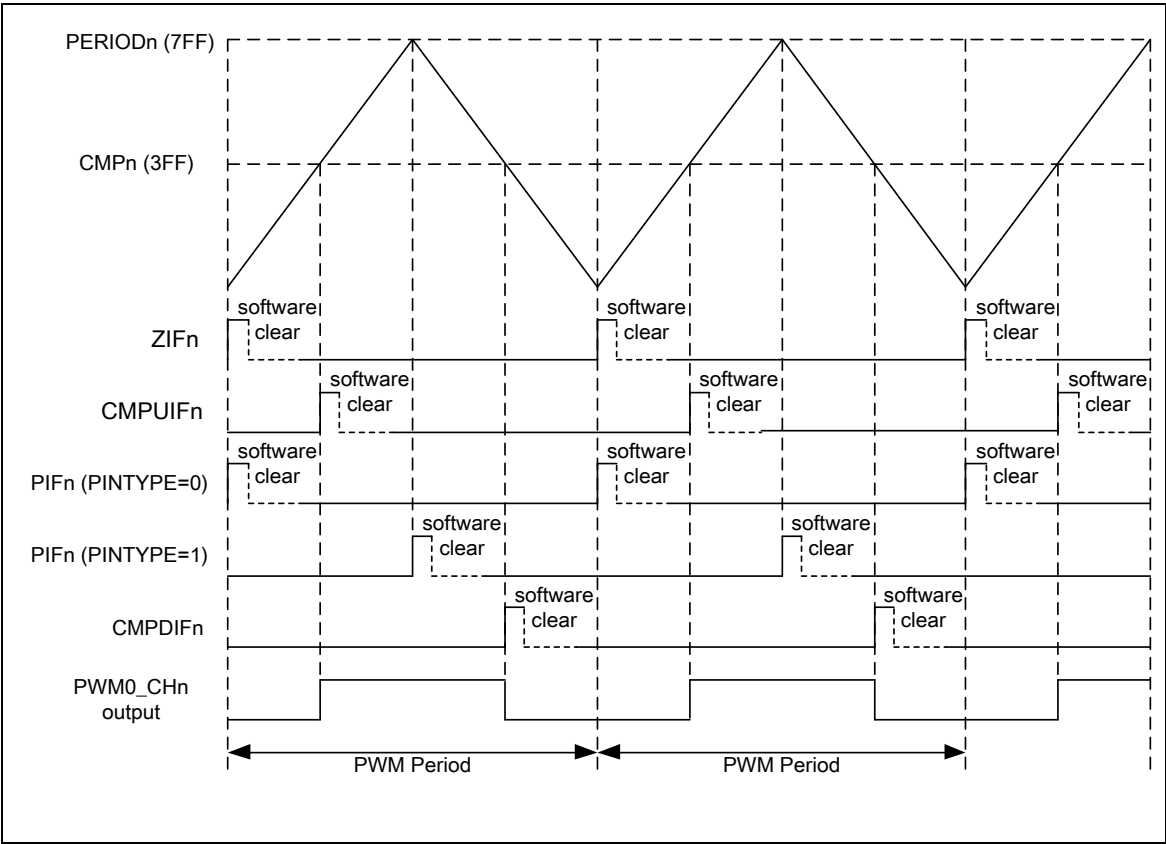 PERIODn (7FF)
CMPn (3FF)
software
clear
software
clear
software
clear
ZIFn
software
clear
software
clear
software
clear
CMPUIFn
software
clear
software
clear
software
clear
PIFn (PINTYPE=0)
software
clear
software
clear
PIFn (PINTYPE=1)
software
clear
software
clear
CMPDIFn
PWM0_CHn
output
PWM Period
PWM Period